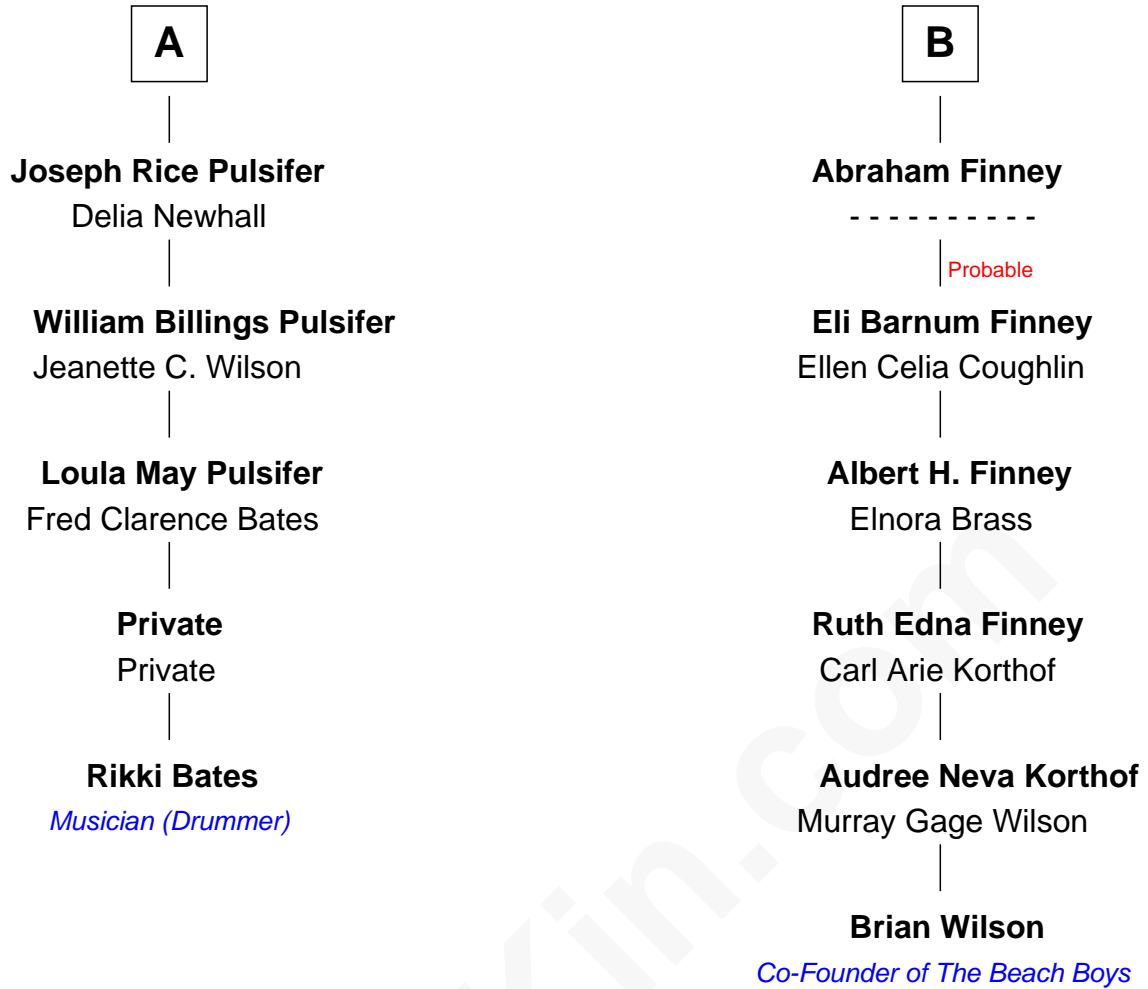 A
Joseph Rice Pulsifer
Delia Newhall
William Billings Pulsifer
Jeanette C. Wilson
Loula May Pulsifer
Fred Clarence Bates
Private
Private
Rikki Bates
Musician (Drummer)
B
Abraham Finney
- - - - - - - - - -
Probable
Eli Barnum Finney
Ellen Celia Coughlin
Albert H. Finney
Elnora Brass
Ruth Edna Finney
Carl Arie Korthof
Audree Neva Korthof
Murray Gage Wilson
Brian Wilson
Co-Founder of The Beach Boys